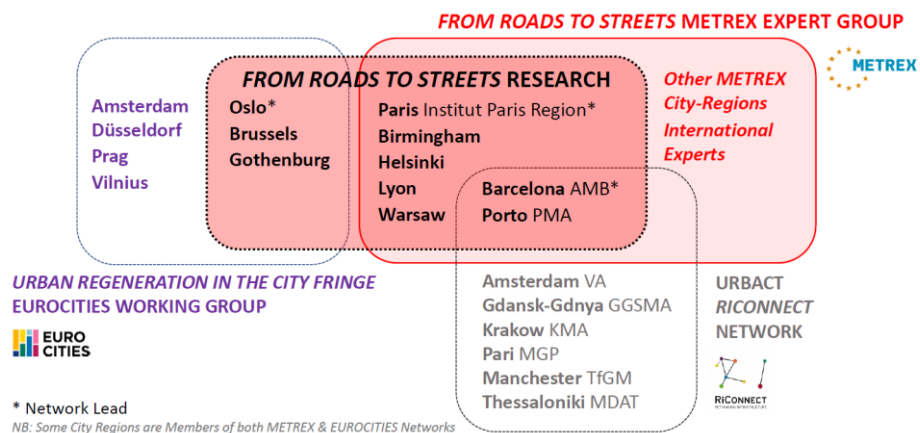 FROM ROADS TO STREETS METREX EXPERT GROUP
METREX
FROM ROADS TO STREETS RESEARCH
Other METREX
City-Regions
International
Experts
Amsterdam
Düsseldorf
Prag
Vilnius
Oslo*
Brussels
Gothenburg
Paris Institut Paris Region*
Birmingham
Helsinki
Lyon
Warsaw
Barcelona AMB*
Porto PMA
URBAN REGENERATION IN THE CITY FRINGE
EUROCITIES WORKING GROUP
EURO
CITIES
Amsterdam VA
Gdansk-Gdnya GGSMA
Krakow KMA
Pari MGP
Manchester TfGM
Thessaloniki MDAT
URBACT
RICONNECT
NETWORK
RiConnect
RETHINKING INFRASTRUCTURE
* Network Lead
NB: Some City Regions are Members of both METREX & EUROCITIES Networks